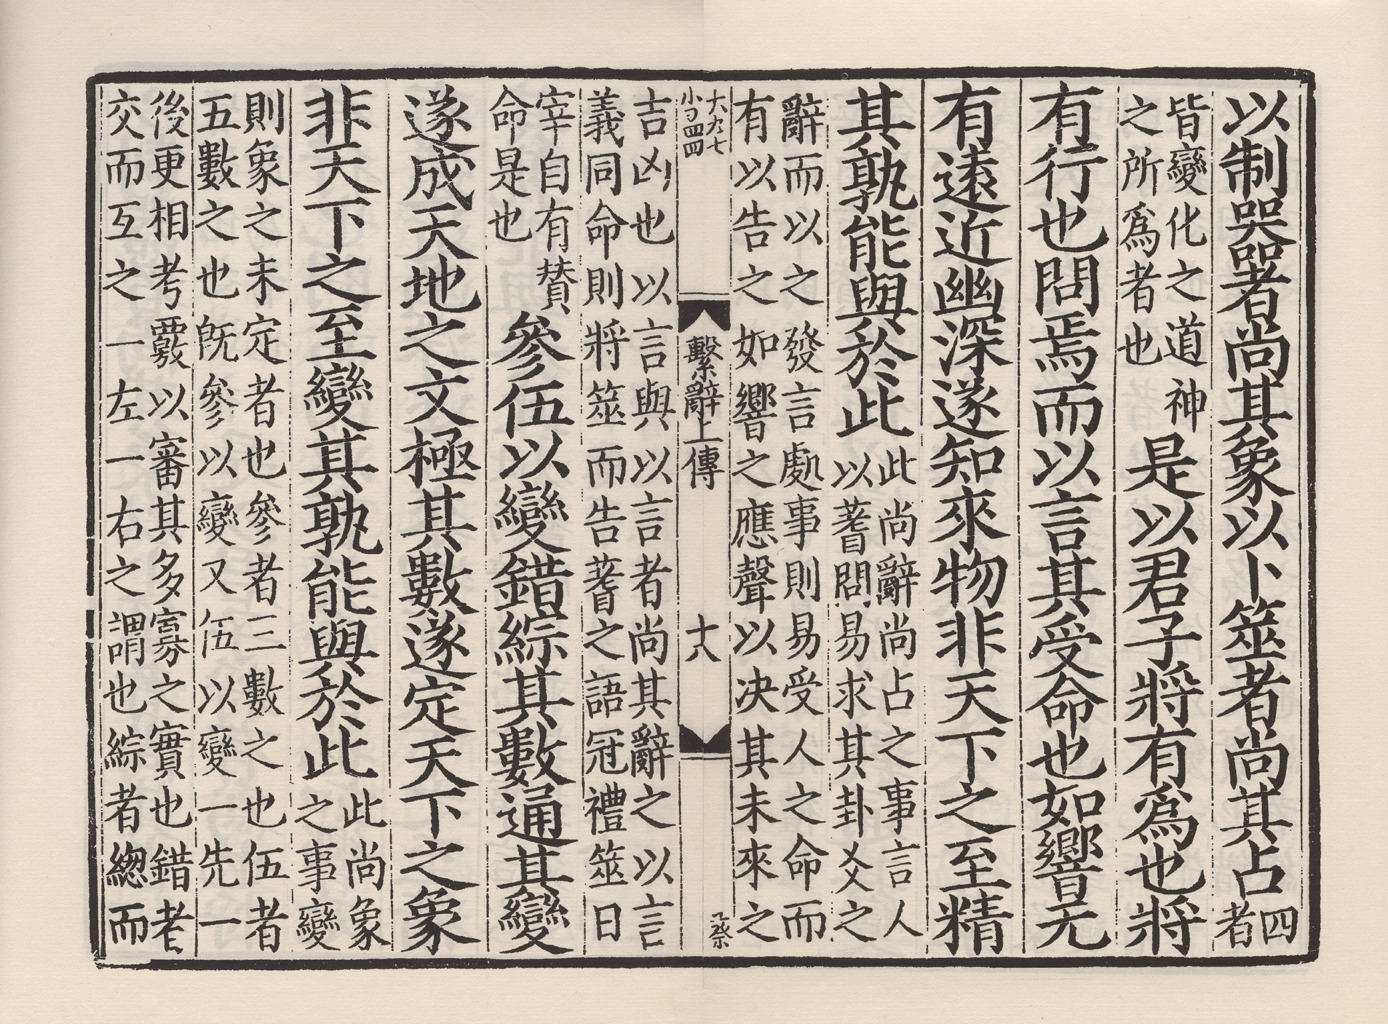 以制器者尚其象以卜筮者尚其占四
者
皆變化之道神
之所爲者也
是以君子將有爲也將
有行也問焉而以言其受命也如響无
有遠近幽深遂知來物非天下之至精
其孰能與於此
此尚辭尚占之事言人
以蓍問易求其卦爻之
辭而以之發言處事則易受人之命而
有以告之如響之應聲以决其未來之
繫辭上傳
十八
吉凶也以言與以言者尚其辭之以言
義同命則將筮而告蓍之語冠禮筮日
宰自有賛
命是也
參伍以變錯綜其數通其變
遂成天地之文極其數遂定天下之象
非天下之至變其孰能與於此
此尚象
之事變
則象之未定者也參者三數之也伍者
五數之也旣參以變又伍以變一先一
後更相考覈以審其多寡之實也錯者
交而互之一左一右之謂也綜者總而